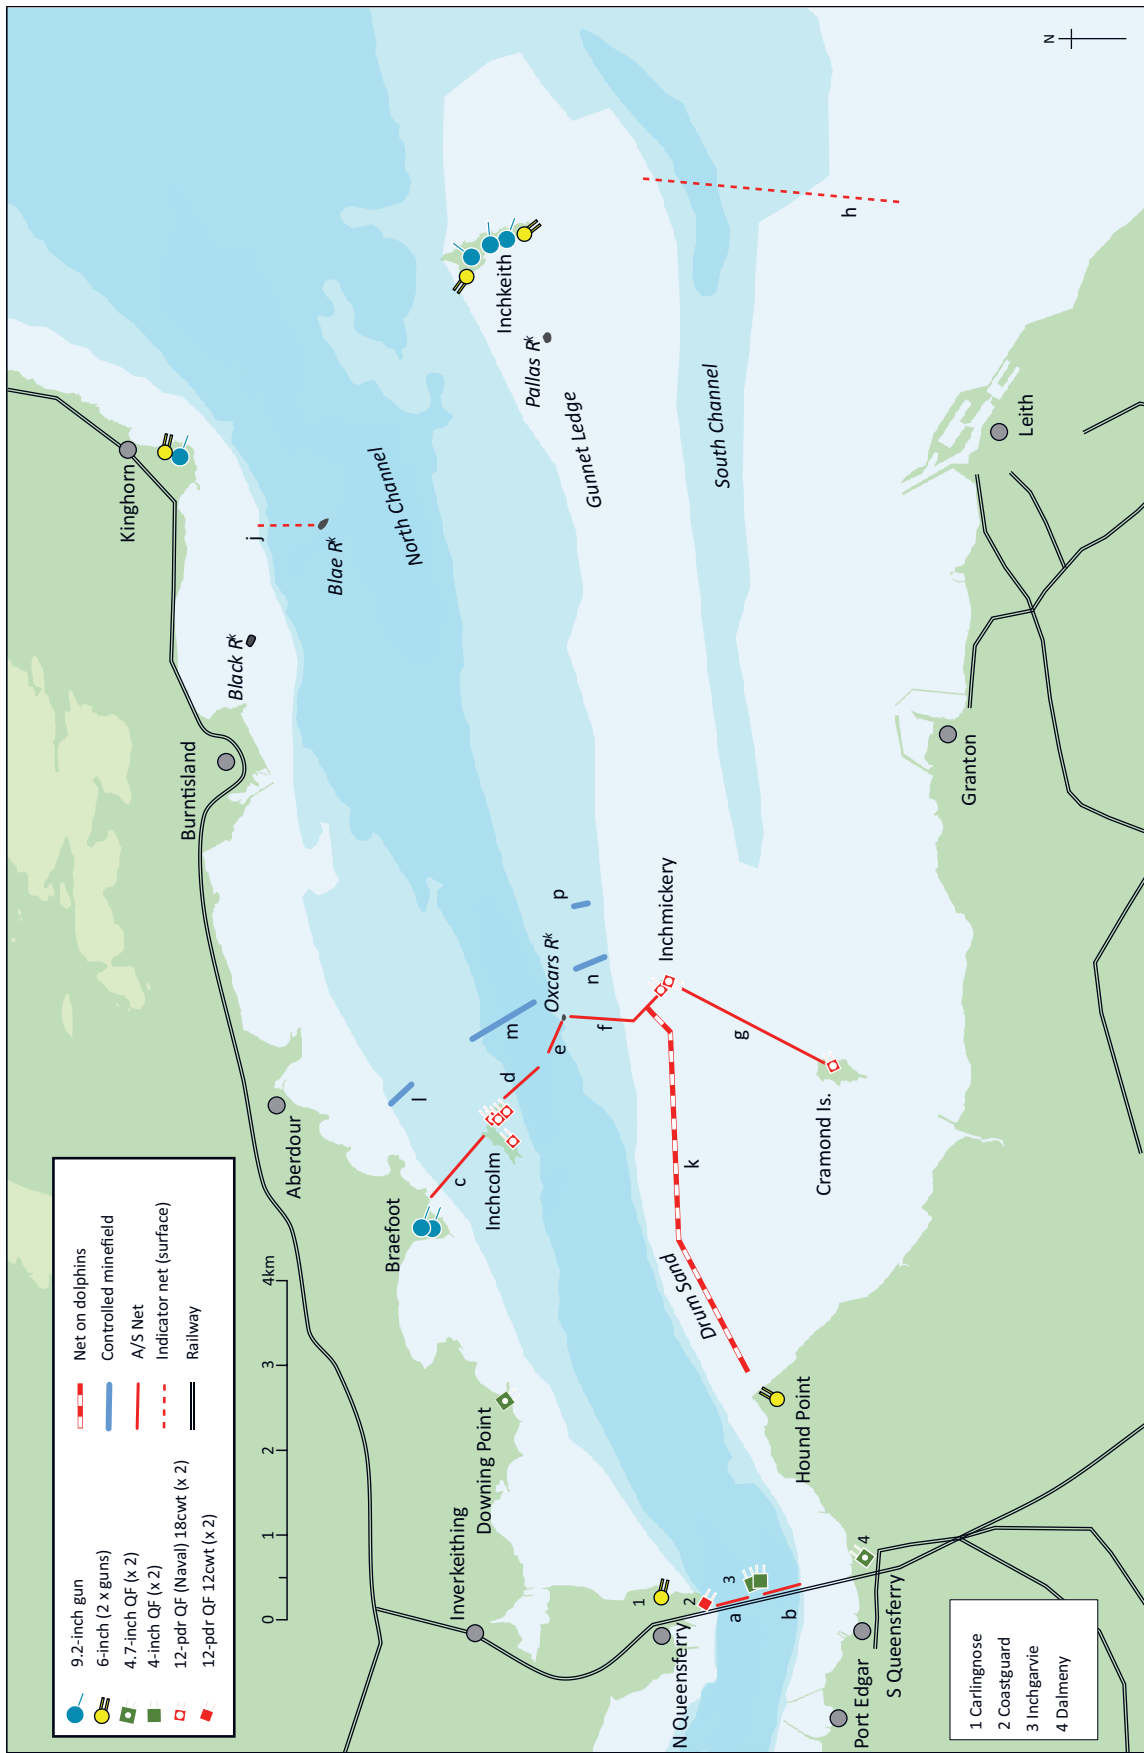 9.2-inch gun
6-inch (2 x guns)
4.7-inch QF (x 2)
4-inch QF (x 2)
12-pdr QF (Naval) 18cwt (x 2)
12-pdr QF 12cwt (x 2)
Net on dolphins
Controlled minefield
A/S Net
Indicator net (surface)
Railway
0
1
2
3
4km
N
Kinghorn
Burntisland
Aberdour
Inverkeithing
Downing Point
Braefoot
Inchcolm
Black Rk
Blae Rk
j
North Channel
Inchkeith
Pallas Rk
Gunnet Ledge
South Channel
h
Oxcars Rk
Inchmickery
c
d
e
f
g
k
l
m
n
p
Drum Sand
Cramond Is.
Hound Point
N Queensferry
1
2
3
4
a
b
Port Edgar
S Queensferry
Granton
Leith
1 Carlingnose
2 Coastguard
3 Inchgarvie
4 Dalmeny